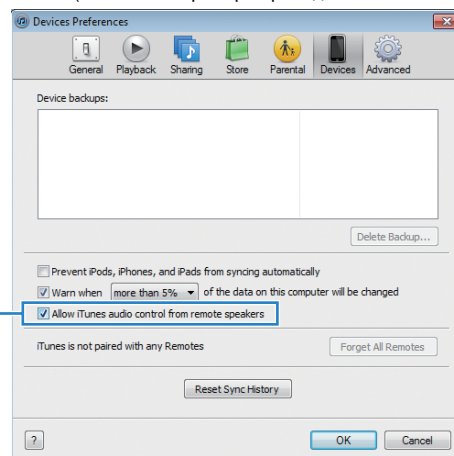 Devices Preferences
General Playback Sharing Store Parental Devices Advanced
Device backups:
Delete Backup...
Prevent iPods, iPhones, and iPads from syncing automatically
Warn when more than 5% of the data on this computer will be changed
Allow iTunes audio control from remote speakers
iTunes is not paired with any Remotes Forget All Remotes
Reset Sync History
? OK Cancel